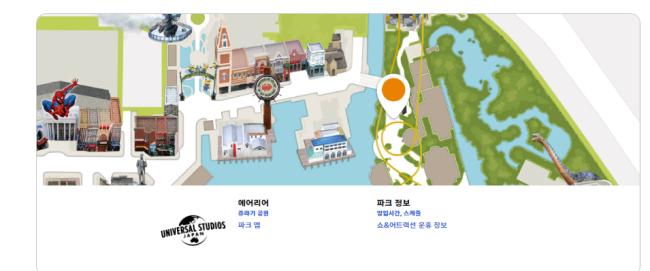 에어리어
쥬라기 공원
파크 맵
파크 정보
영업시간, 스케줄
쇼&어트랙션 운휴 정보
UNIVERSAL STUDIOS
JAPAN